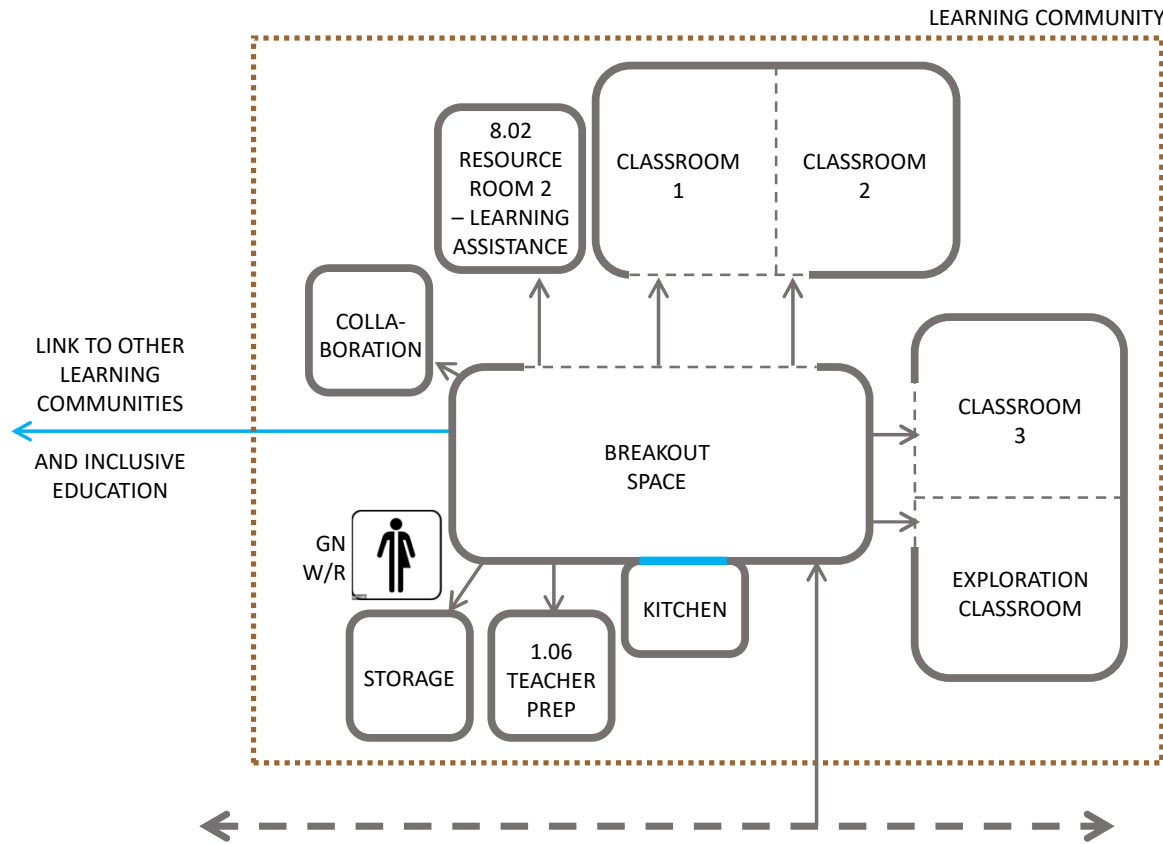 LEARNING COMMUNITY
8.02
RESOURCE
ROOM 2
– LEARNING
ASSISTANCE
CLASSROOM
1
CLASSROOM
2
COLLA-
BORATION
LINK TO OTHER
LEARNING
COMMUNITIES
AND INCLUSIVE
EDUCATION
BREAKOUT
SPACE
CLASSROOM
3
EXPLORATION
CLASSROOM
GN
W/R
STORAGE
1.06
TEACHER
PREP
KITCHEN